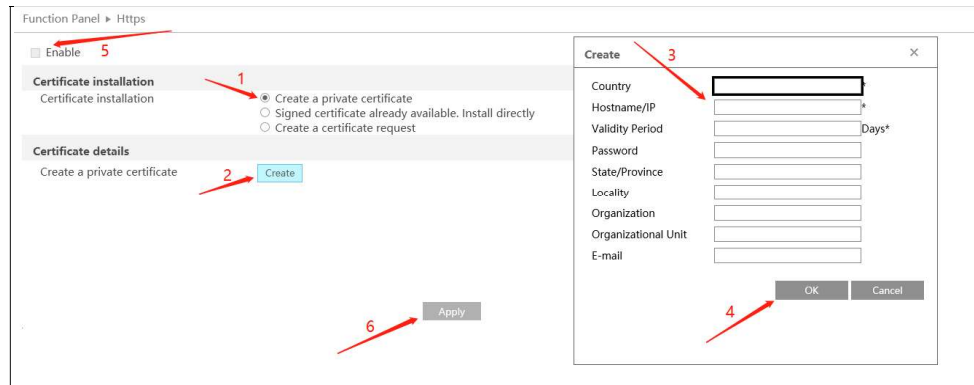 Function Panel ▸ Https
Enable 5
Certificate installation
Certificate installation
1
Create a private certificate
Signed certificate already available. Install directly
Create a certificate request
Certificate details
Create a private certificate
2
Create
6
Apply
Create ×
3
Country *
Hostname/IP *
Validity Period Days*
Password
State/Province
Locality
Organization
Organizational Unit
E-mail
OK Cancel
4